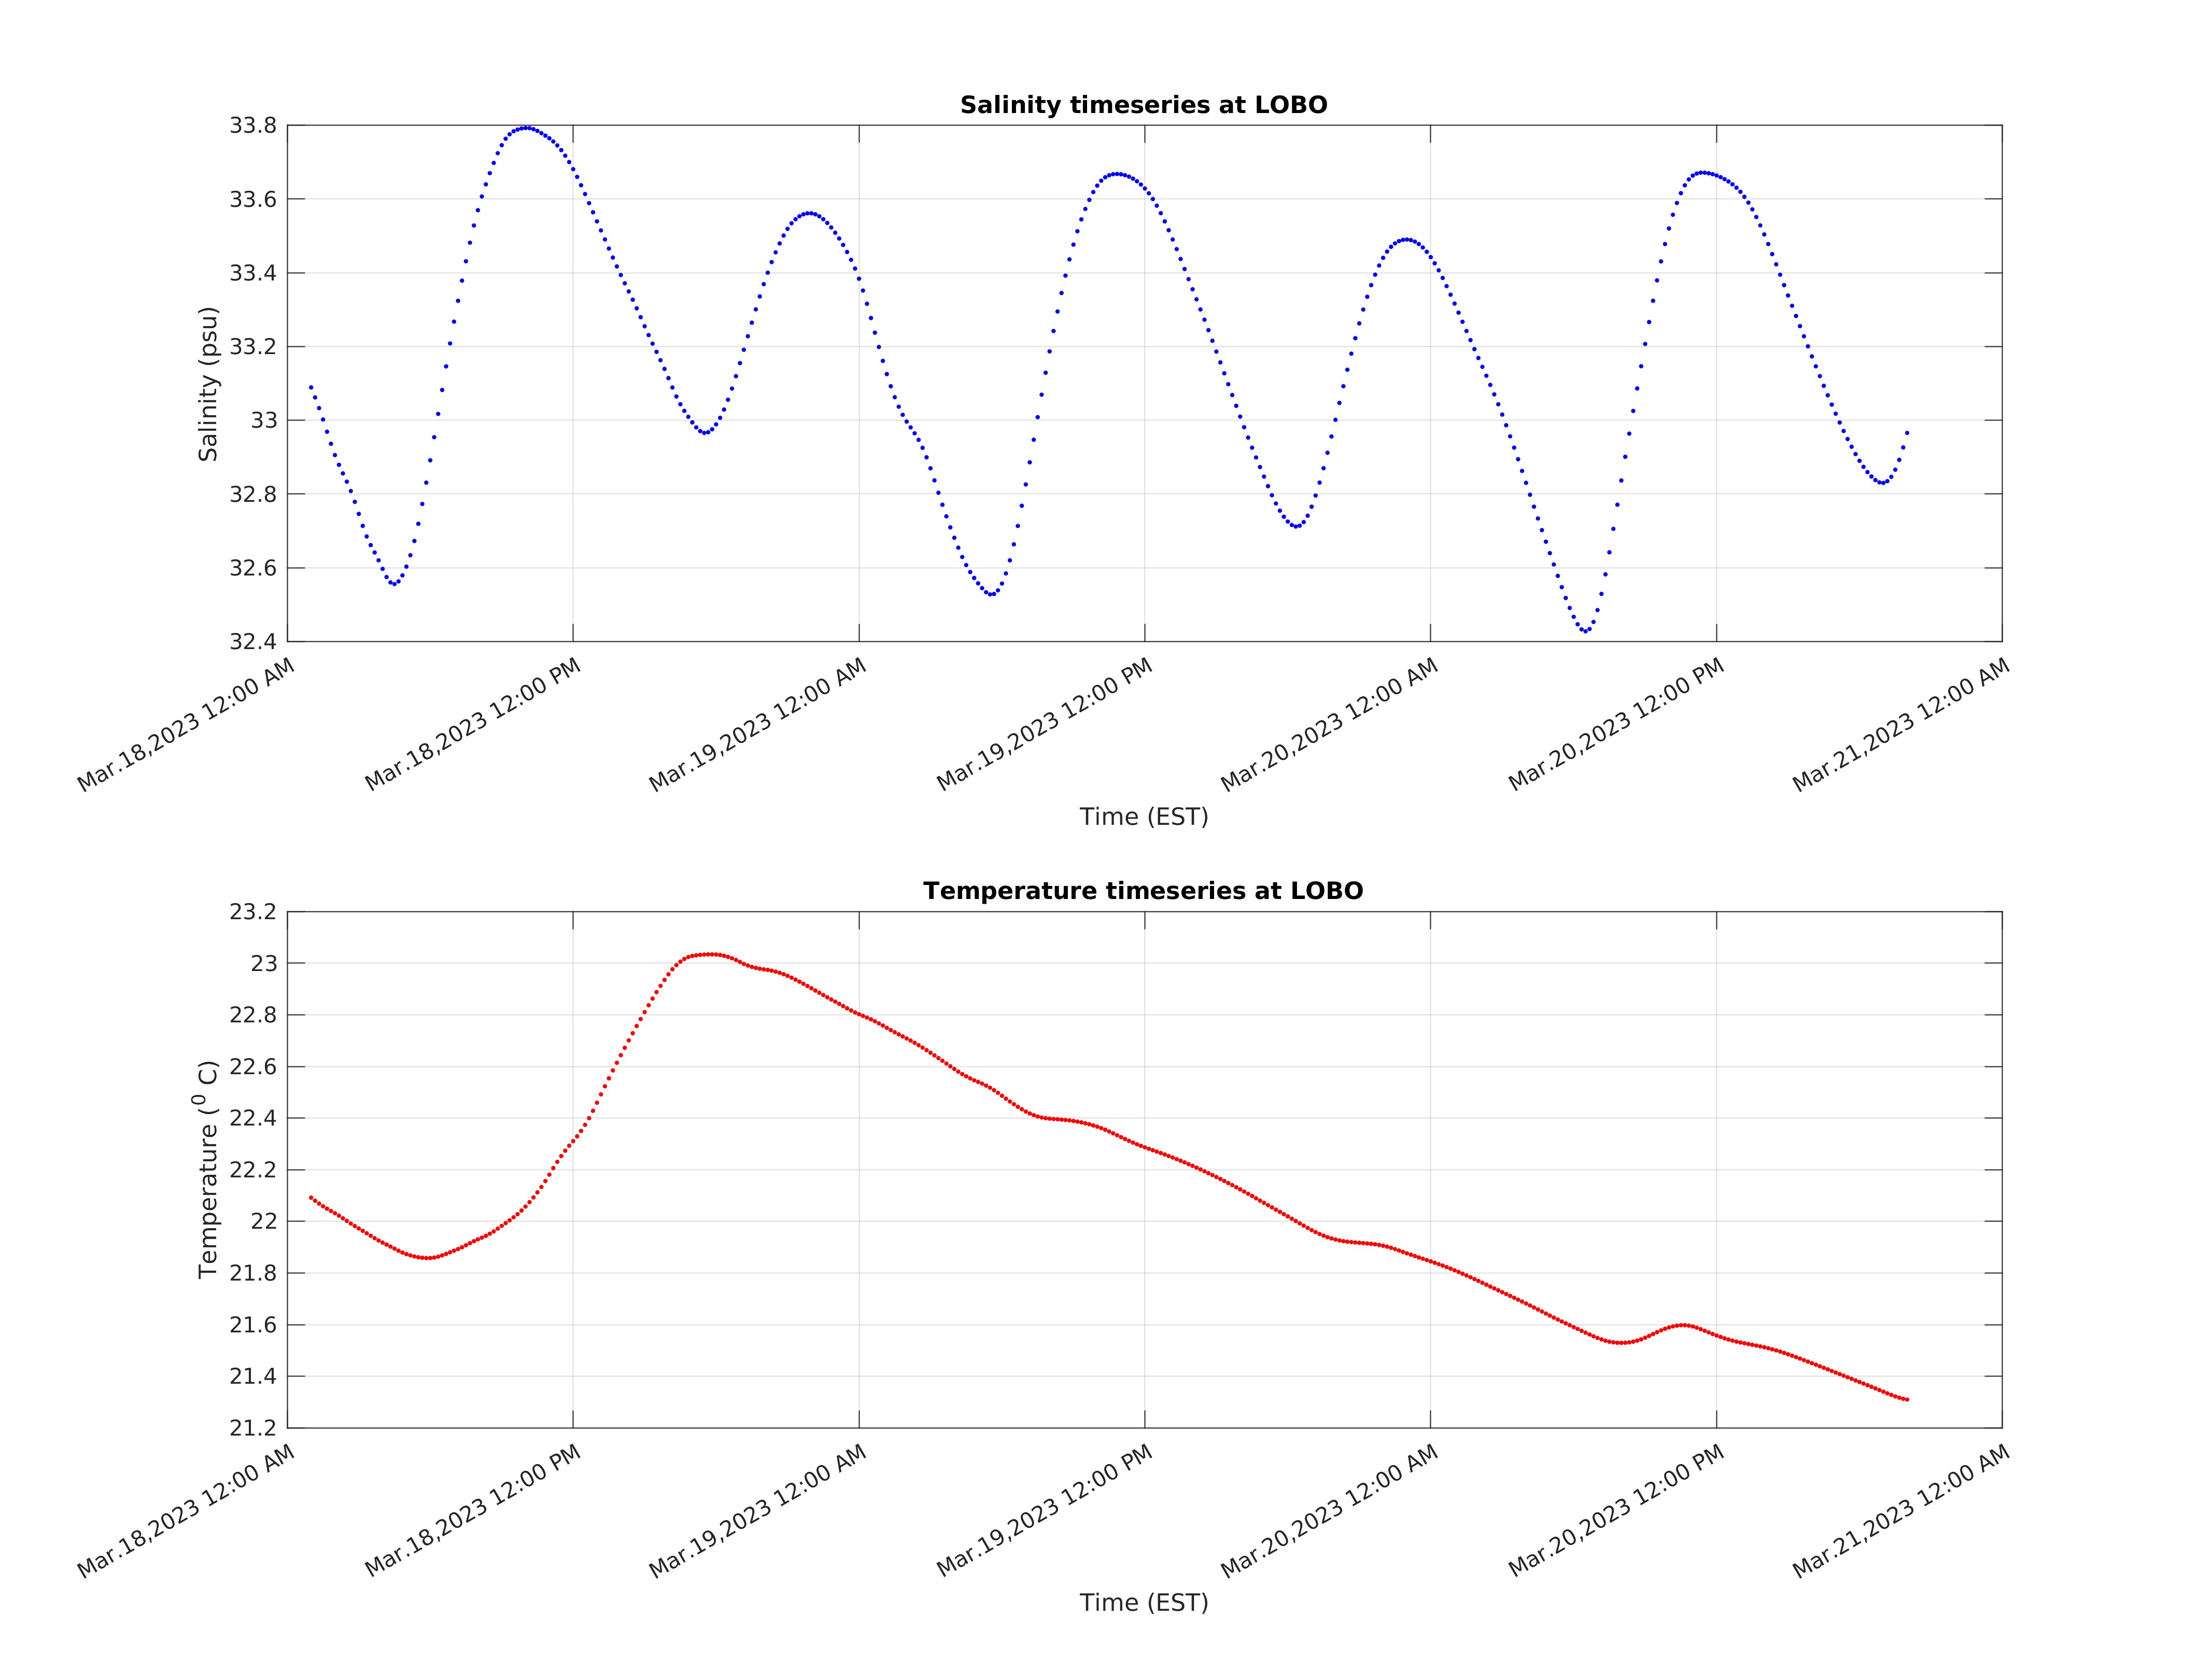 Salinity timeseries at LOBO
33.8
33.6
33.4
33.2
33
32.8
32.6
32.4
Salinity (psu)
Mar.18,2023 12:00 AM
Mar.18,2023 12:00 PM
Mar.19,2023 12:00 AM
Mar.19,2023 12:00 PM
Mar.20,2023 12:00 AM
Mar.20,2023 12:00 PM
Mar.21,2023 12:00 AM
Time (EST)
Temperature timeseries at LOBO
23.2
23
22.8
22.6
22.4
22.2
22
21.8
21.6
21.4
21.2
Temperature (⁰ C)
Mar.18,2023 12:00 AM
Mar.18,2023 12:00 PM
Mar.19,2023 12:00 AM
Mar.19,2023 12:00 PM
Mar.20,2023 12:00 AM
Mar.20,2023 12:00 PM
Mar.21,2023 12:00 AM
Time (EST)